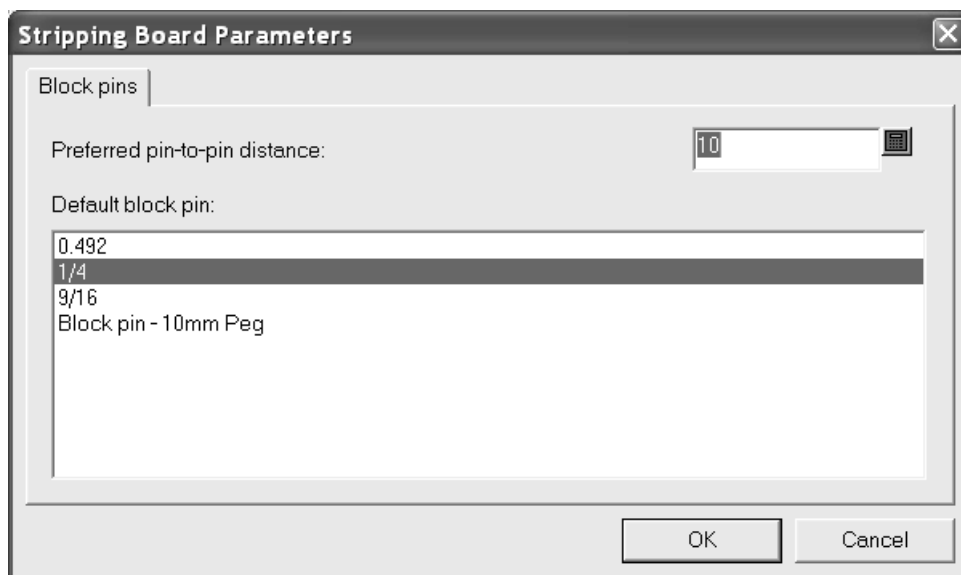 Stripping Board Parameters
Block pins
Preferred pin-to-pin distance: 10
Default block pin:
0.492
1/4
9/16
Block pin - 10mm Peg
OK Cancel